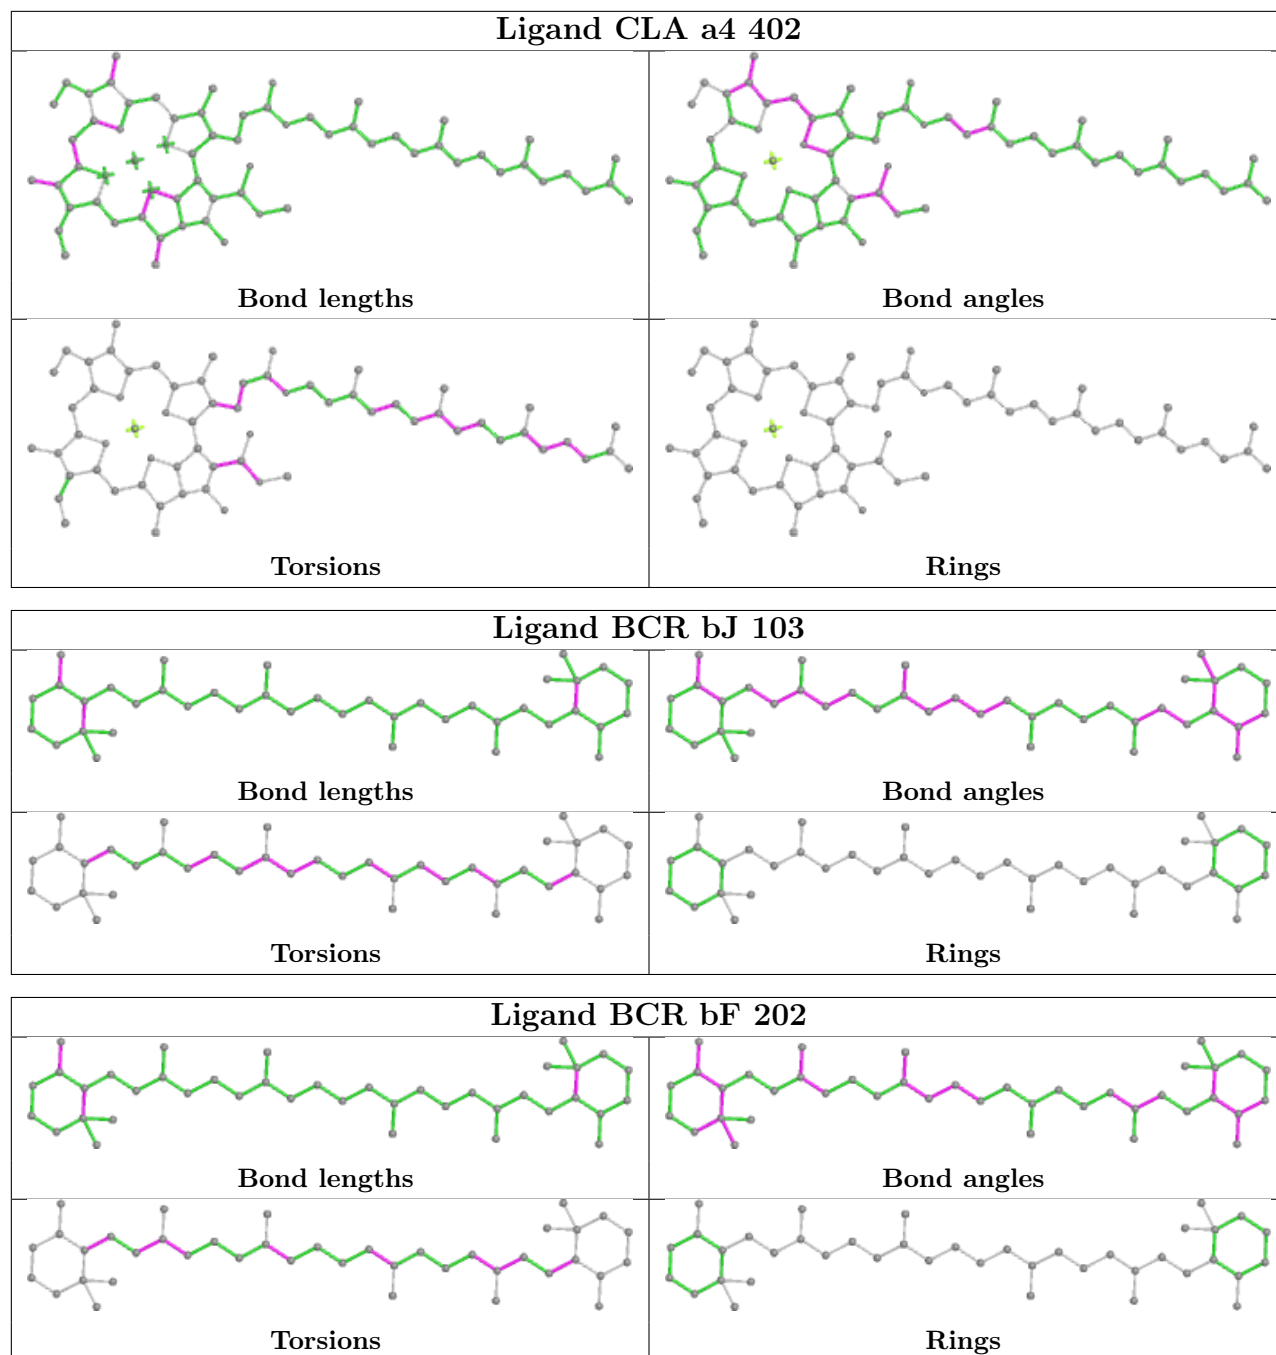 Ligand CLA a4 402
Bond lengths
Bond angles
Torsions
Rings
Ligand BCR bJ 103
Bond lengths
Bond angles
Torsions
Rings
Ligand BCR bF 202
Bond lengths
Bond angles
Torsions
Rings